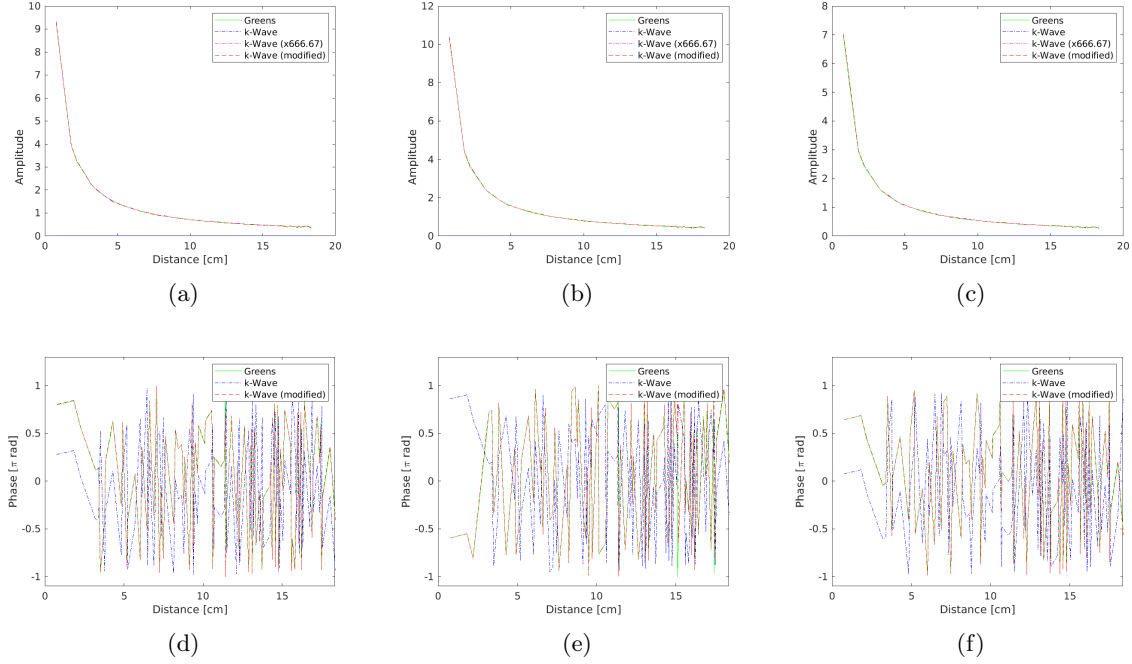 10
9
8
7
6
5
4
3
2
1
0
Amplitude
0 5 10 15 20
Distance [cm]
Greens
k-Wave
k-Wave (x666.67)
k-Wave (modified)
(a)
12
10
8
6
4
2
0
Amplitude
0 5 10 15 20
Distance [cm]
Greens
k-Wave
k-Wave (x666.67)
k-Wave (modified)
(b)
8
7
6
5
4
3
2
1
0
Amplitude
0 5 10 15 20
Distance [cm]
Greens
k-Wave
k-Wave (x666.67)
k-Wave (modified)
(c)
1
0.5
0
-0.5
-1
Phase [π rad]
0 5 10 15
Distance [cm]
Greens
k-Wave
k-Wave (modified)
(d)
1
0.5
0
-0.5
-1
Phase [π rad]
0 5 10 15
Distance [cm]
Greens
k-Wave
k-Wave (modified)
(e)
1
0.5
0
-0.5
-1
Phase [π rad]
0 5 10 15
Distance [cm]
Greens
k-Wave
k-Wave (modified)
(f)